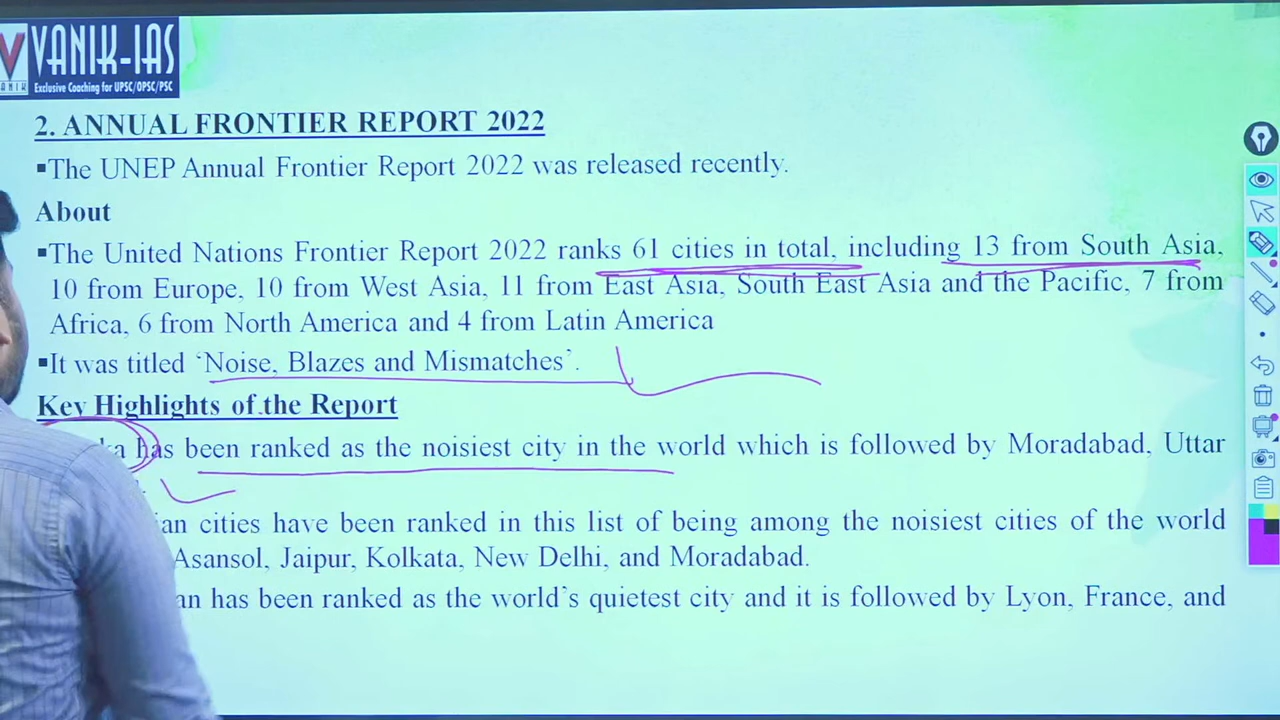 VANIK-IAS
Exclusive Coaching for UPSC/OPSC/PSC
2. ANNUAL FRONTIER REPORT 2022
▪The UNEP Annual Frontier Report 2022 was released recently.
About
▪The United Nations Frontier Report 2022 ranks 61 cities in total, including 13 from South Asia,
10 from Europe, 10 from West Asia, 11 from East Asia, South East Asia and the Pacific, 7 from
Africa, 6 from North America and 4 from Latin America
▪It was titled ‘Noise, Blazes and Mismatches’.
Key Highlights of the Report
has been ranked as the noisiest city in the world which is followed by Moradabad, Uttar
cities have been ranked in this list of being among the noisiest cities of the world
Asansol, Jaipur, Kolkata, New Delhi, and Moradabad.
has been ranked as the world’s quietest city and it is followed by Lyon, France, and